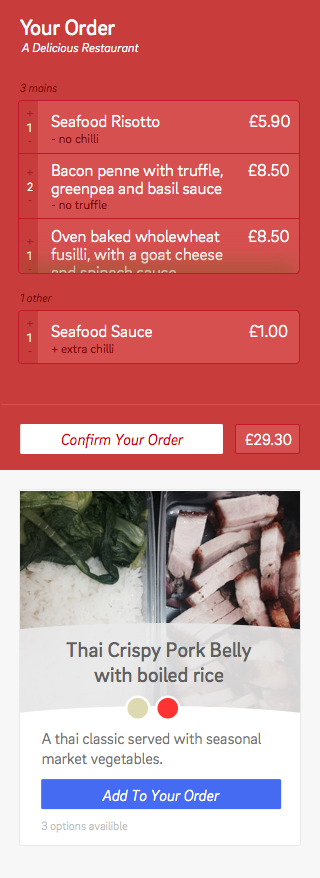 Your Order
A Delicious Restaurant
3 mains
+
1
-
Seafood Risotto £5.90
- no chilli
+
2
-
Bacon penne with truffle, £8.50
greenpea and basil sauce
- no truffle
+
1
-
Oven baked wholewheat £8.50
fusilli, with a goat cheese
and spinach sauce
1 other
+
1
-
Seafood Sauce £1.00
+ extra chilli
Confirm Your Order £29.30
Thai Crispy Pork Belly
with boiled rice
A thai classic served with seasonal
market vegetables.
Add To Your Order
3 options availible